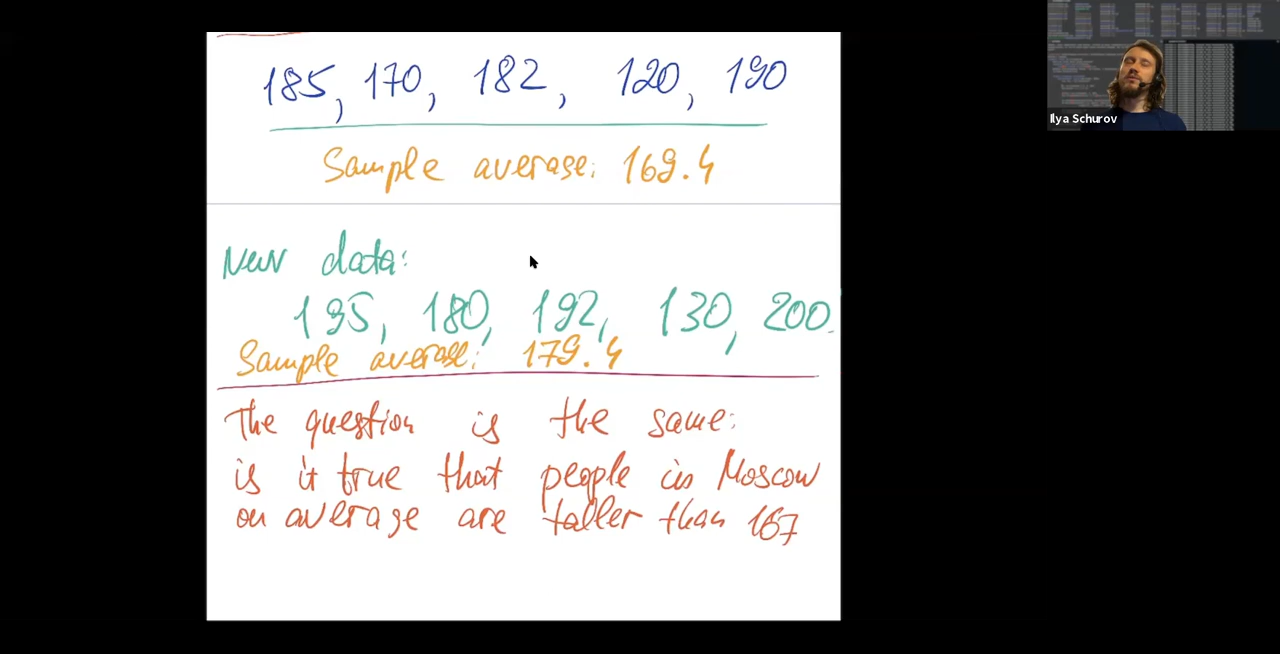 185, 170, 182, 120, 190
Sample average: 169.4
New data:
195, 180, 192, 130, 200
Sample average: 179.4
The question is the same:
is it true that people in Moscow
on average are taller than 167
Ilya Schurov